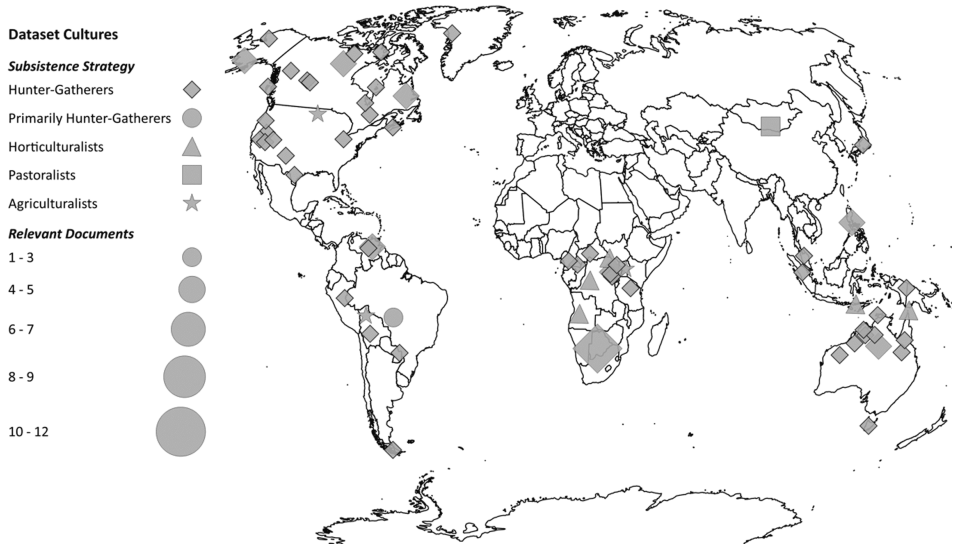 Dataset Cultures
Subsistence Strategy
Hunter-Gatherers
Primarily Hunter-Gatherers
Horticulturalists
Pastoralists
Agriculturalists
Relevant Documents
1 - 3
4 - 5
6 - 7
8 - 9
10 - 12